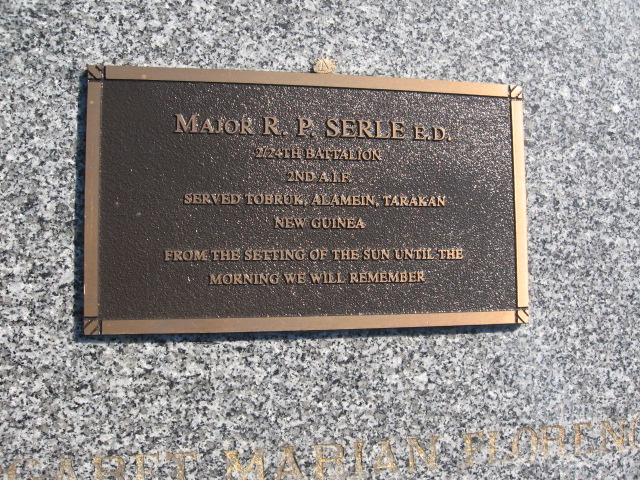 MAJOR R. P. SERLE E.D.
2/24TH BATTALION
2ND A.I.F.
SERVED TOBRUK, ALAMEIN, TARAKAN
NEW GUINEA
FROM THE SETTING OF THE SUN UNTIL THE
MORNING WE WILL REMEMBER
MARIAN